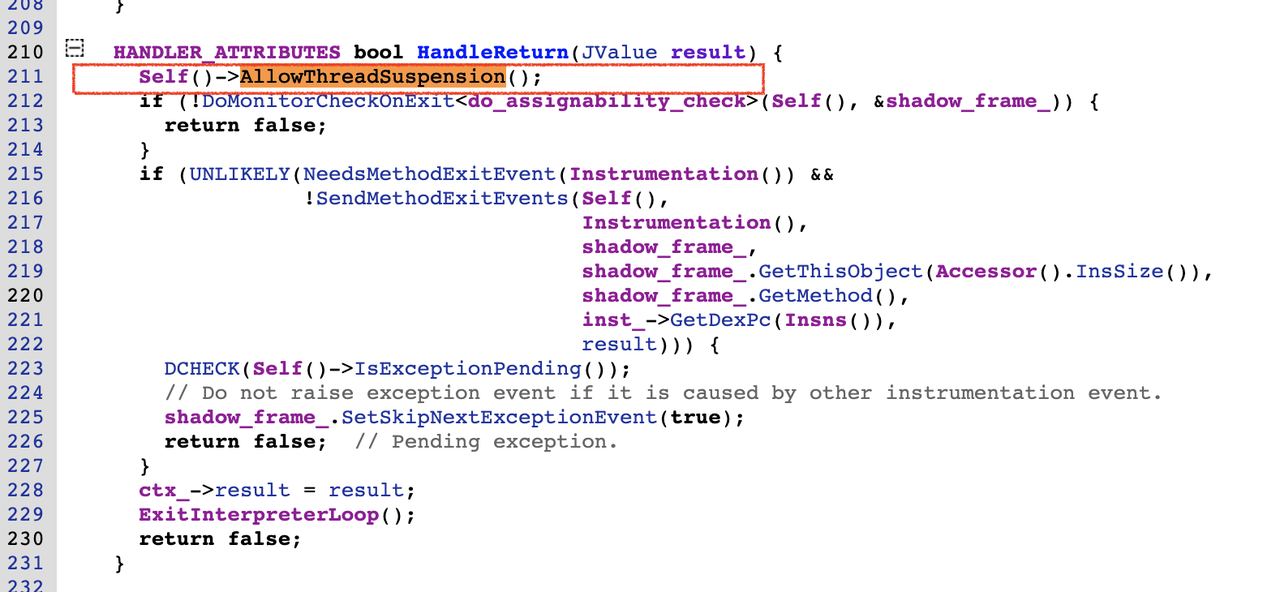 208 }
209
210 HANDLER_ATTRIBUTES bool HandleReturn(JValue result) {
211 Self()->AllowThreadSuspension();
212 if (!DoMonitorCheckOnExit<do_assignability_check>(Self(), &shadow_frame_)) {
213 return false;
214 }
215 if (UNLIKELY(NeedsMethodExitEvent(Instrumentation()) &&
216 !SendMethodExitEvents(Self(),
217 Instrumentation(),
218 shadow_frame_,
219 shadow_frame_.GetThisObject(Accessor().InsSize()),
220 shadow_frame_.GetMethod(),
221 inst_->GetDexPc(Insns()),
222 result))) {
223 DCHECK(Self()->IsExceptionPending());
224 // Do not raise exception event if it is caused by other instrumentation event.
225 shadow_frame_.SetSkipNextExceptionEvent(true);
226 return false; // Pending exception.
227 }
228 ctx_->result = result;
229 ExitInterpreterLoop();
230 return false;
231 }
232